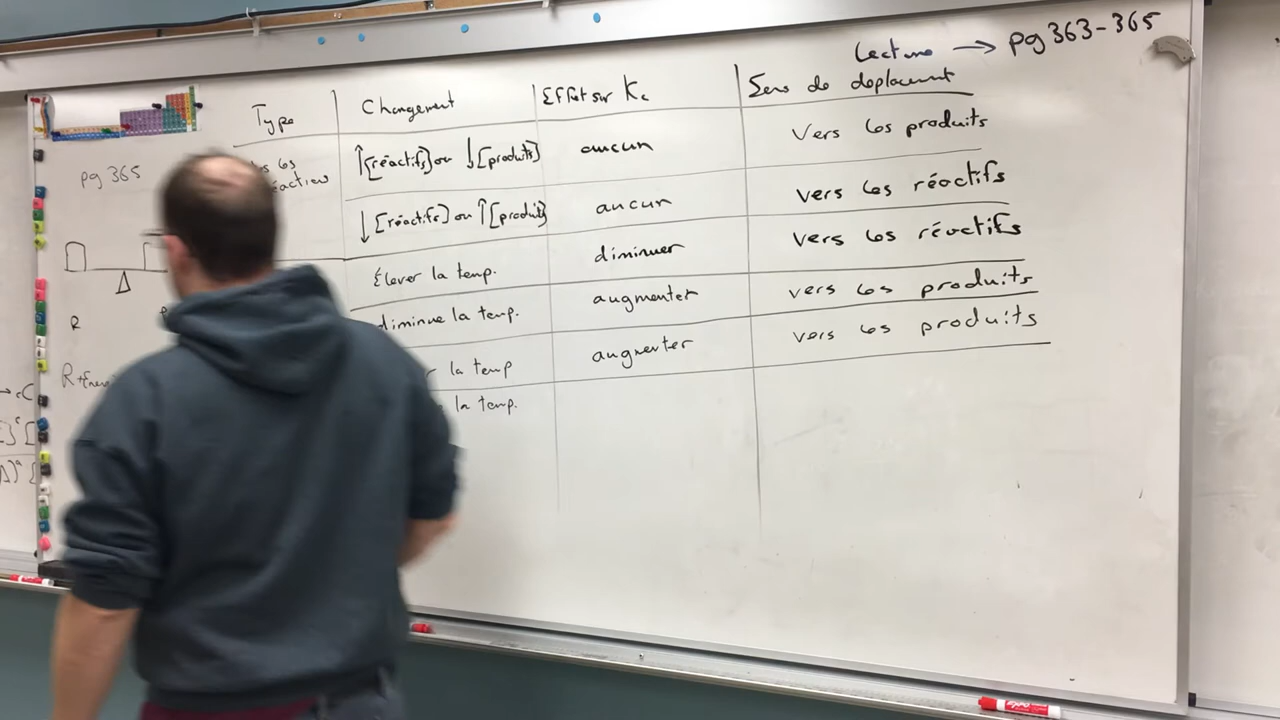 Lecture → pg 363-365
Type
Changement
Effet sur Kc
Sens de deplacement
↑[réactifs] ou ↓[produits]
aucun
Vers les produits
↓[réactifs] ou ↑[produits]
aucun
vers les réactifs
Élever la temp.
diminuer
vers les réactifs
diminue la temp.
augmenter
vers les produits
la temp
augmenter
vers les produits
la temp.
pg 365
R